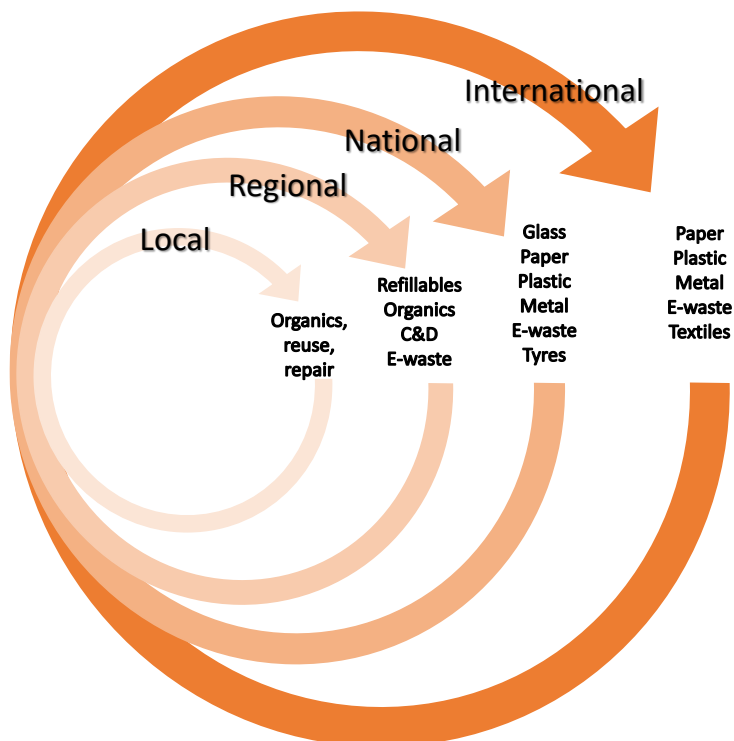 International
National
Regional
Local
Organics,
reuse,
repair
Refillables
Organics
C&D
E-waste
Glass
Paper
Plastic
Metal
E-waste
Tyres
Paper
Plastic
Metal
E-waste
Textiles